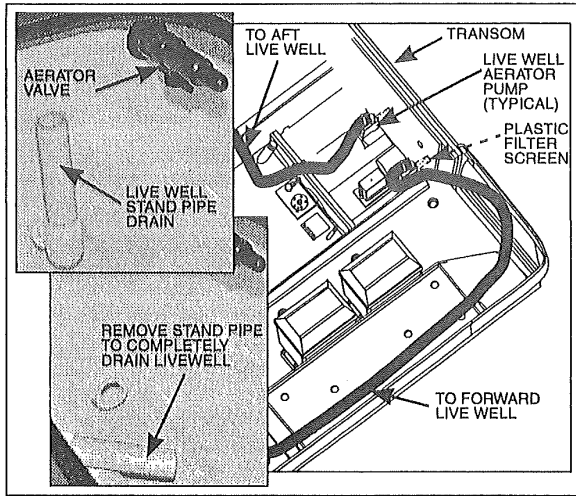 AERATOR
VALVE
LIVE WELL
STAND PIPE
DRAIN
REMOVE STAND PIPE
TO COMPLETELY
DRAIN LIVEWELL
TO AFT
LIVE WELL
TRANSOM
LIVE WELL
AERATOR
PUMP
(TYPICAL)
PLASTIC
FILTER
SCREEN
TO FORWARD
LIVE WELL